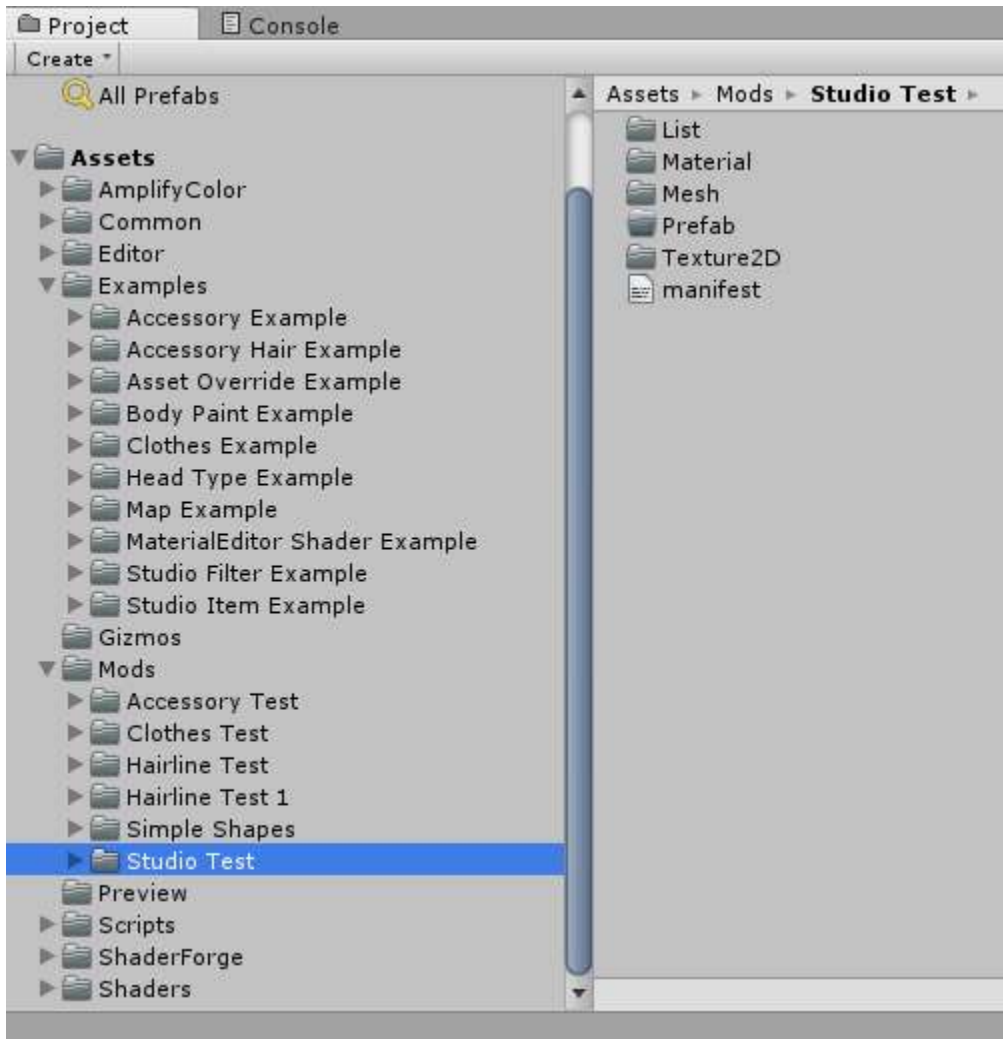 Project
Console
Create
All Prefabs
Assets
AmplifyColor
Common
Editor
Examples
Accessory Example
Accessory Hair Example
Asset Override Example
Body Paint Example
Clothes Example
Head Type Example
Map Example
MaterialEditor Shader Example
Studio Filter Example
Studio Item Example
Gizmos
Mods
Accessory Test
Clothes Test
Hairline Test
Hairline Test 1
Simple Shapes
Studio Test
Preview
Scripts
ShaderForge
Shaders
Assets Mods Studio Test
List
Material
Mesh
Prefab
Texture2D
manifest